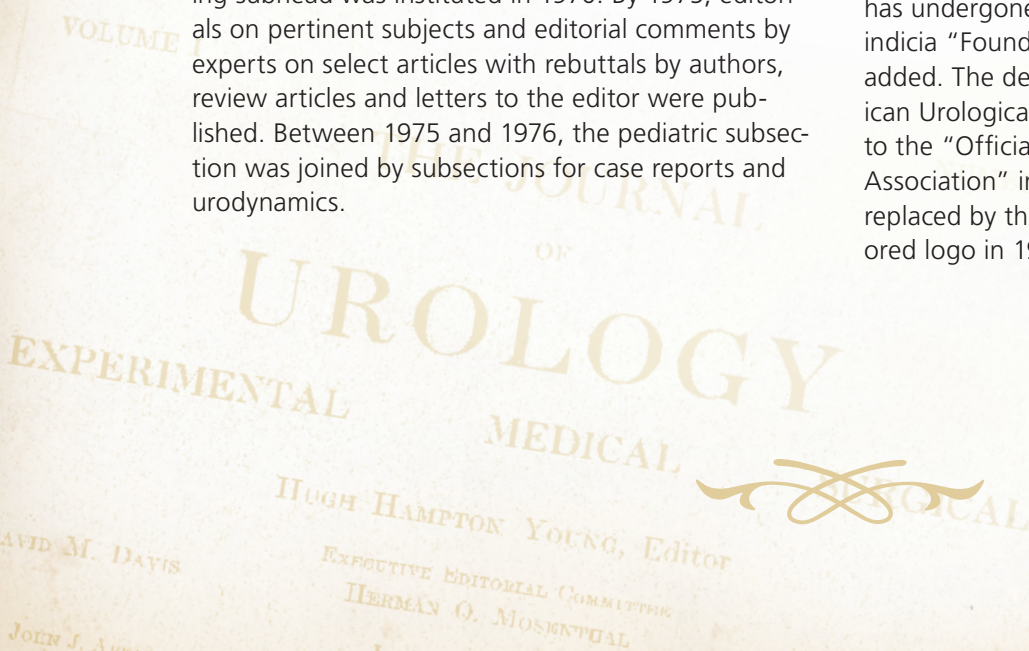 als on pertinent subjects and editorial comments by
experts on select articles with rebuttals by authors,
review articles and letters to the editor were pub-
lished. Between 1975 and 1976, the pediatric subsec-
tion was joined by subsections for case reports and
urodynamics.
has undergone
indicia “Found
added. The de
ican Urologica
to the “Officia
Association” in
replaced by th
ored logo in 19
VOLUME I
THE JOURNAL
OF
UROLOGY
EXPERIMENTAL
MEDICAL
SURGICAL
HUGH HAMPTON YOUNG, Editor
DAVID M. DAVIS
EXECUTIVE EDITORIAL COMMITTEE
HERMAN O. MOSENTHAL
JOHN J.